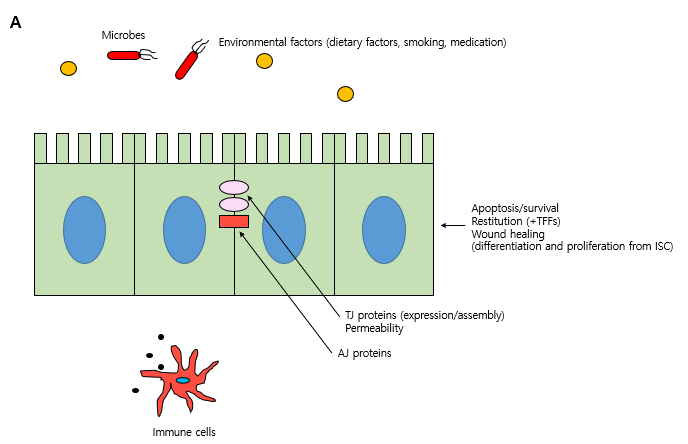 A
Microbes
Environmental factors (dietary factors, smoking, medication)
Apoptosis/survival
Restitution (+TFFs)
Wound healing
(differentiation and proliferation from ISC)
TJ proteins (expression/assembly)
Permeability
AJ proteins
Immune cells